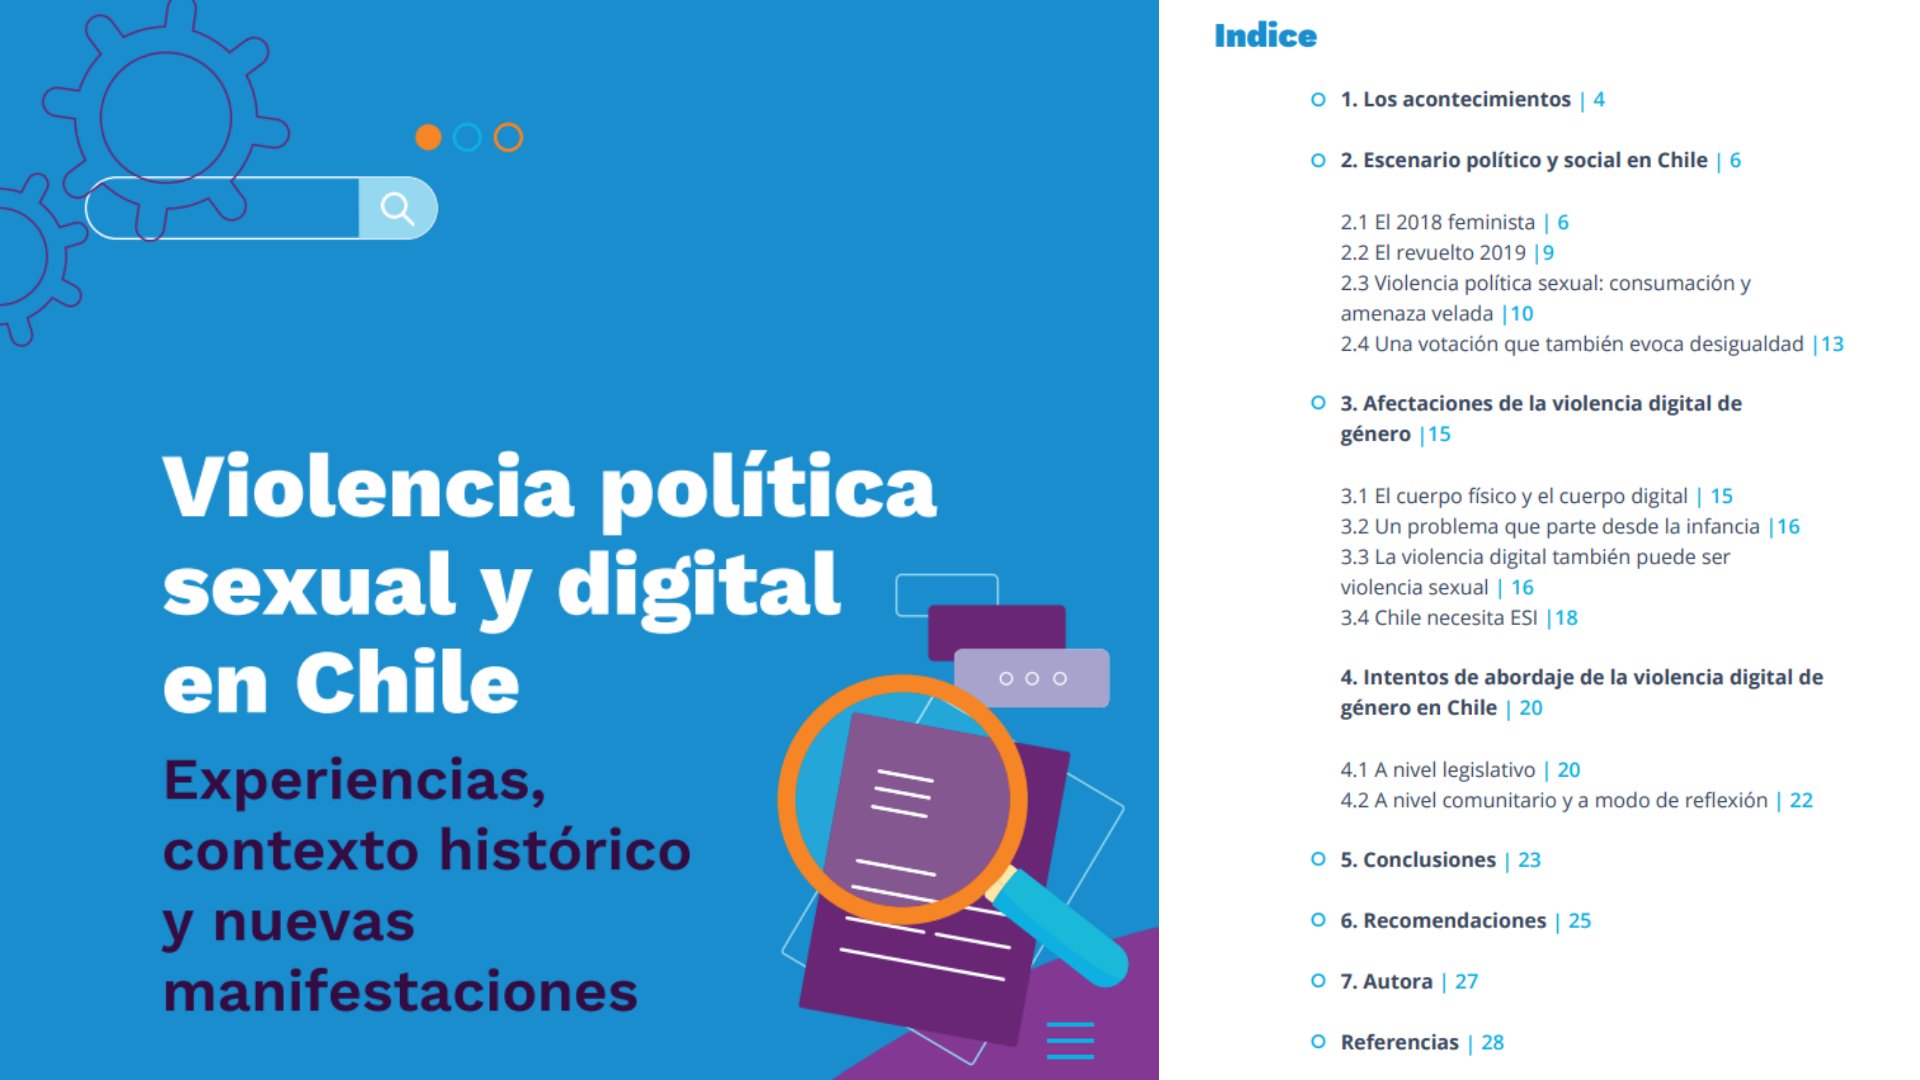 Violencia política
sexual y digital
en Chile
Experiencias,
contexto histórico
y nuevas
manifestaciones
Indice
1. Los acontecimientos | 4
2. Escenario político y social en Chile | 6
2.1 El 2018 feminista | 6
2.2 El revuelto 2019 |9
2.3 Violencia política sexual: consumación y
amenaza velada |10
2.4 Una votación que también evoca desigualdad |13
3. Afectaciones de la violencia digital de
género |15
3.1 El cuerpo físico y el cuerpo digital | 15
3.2 Un problema que parte desde la infancia |16
3.3 La violencia digital también puede ser
violencia sexual | 16
3.4 Chile necesita ESI |18
4. Intentos de abordaje de la violencia digital de
género en Chile | 20
4.1 A nivel legislativo | 20
4.2 A nivel comunitario y a modo de reflexión | 22
5. Conclusiones | 23
6. Recomendaciones | 25
7. Autora | 27
Referencias | 28